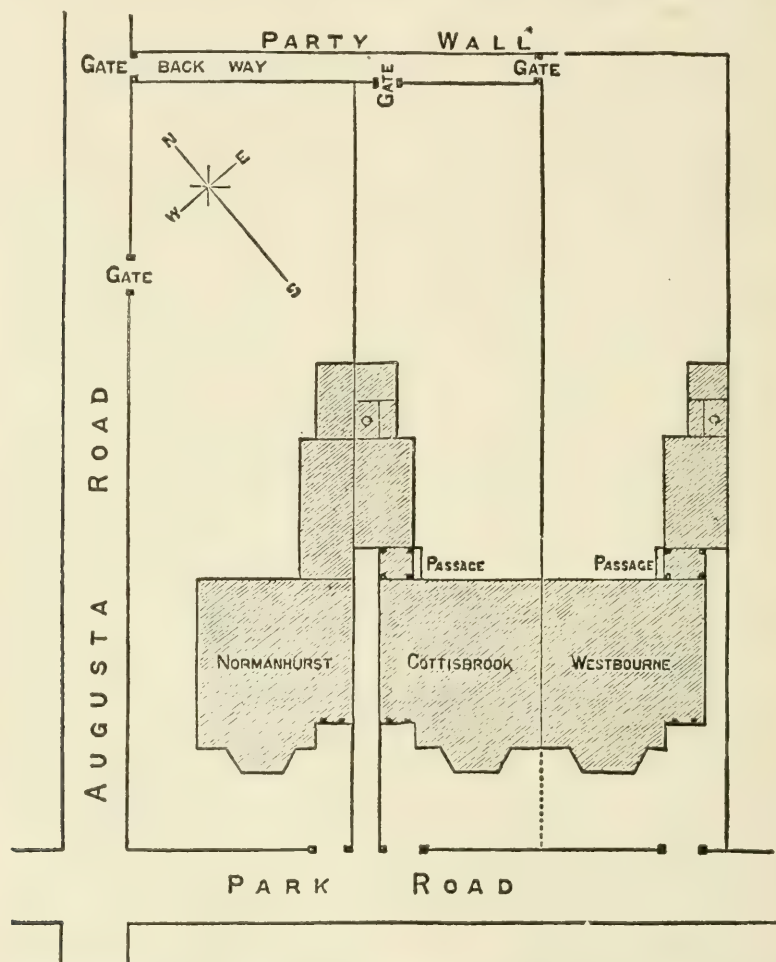 PARTY WALL
GATE BACK WAY GATE GATE
N
E
W
S
GATE
AUGUSTA ROAD
PASSAGE PASSAGE
NORMANHURST COTTISBROOK WESTBOURNE
PARK ROAD